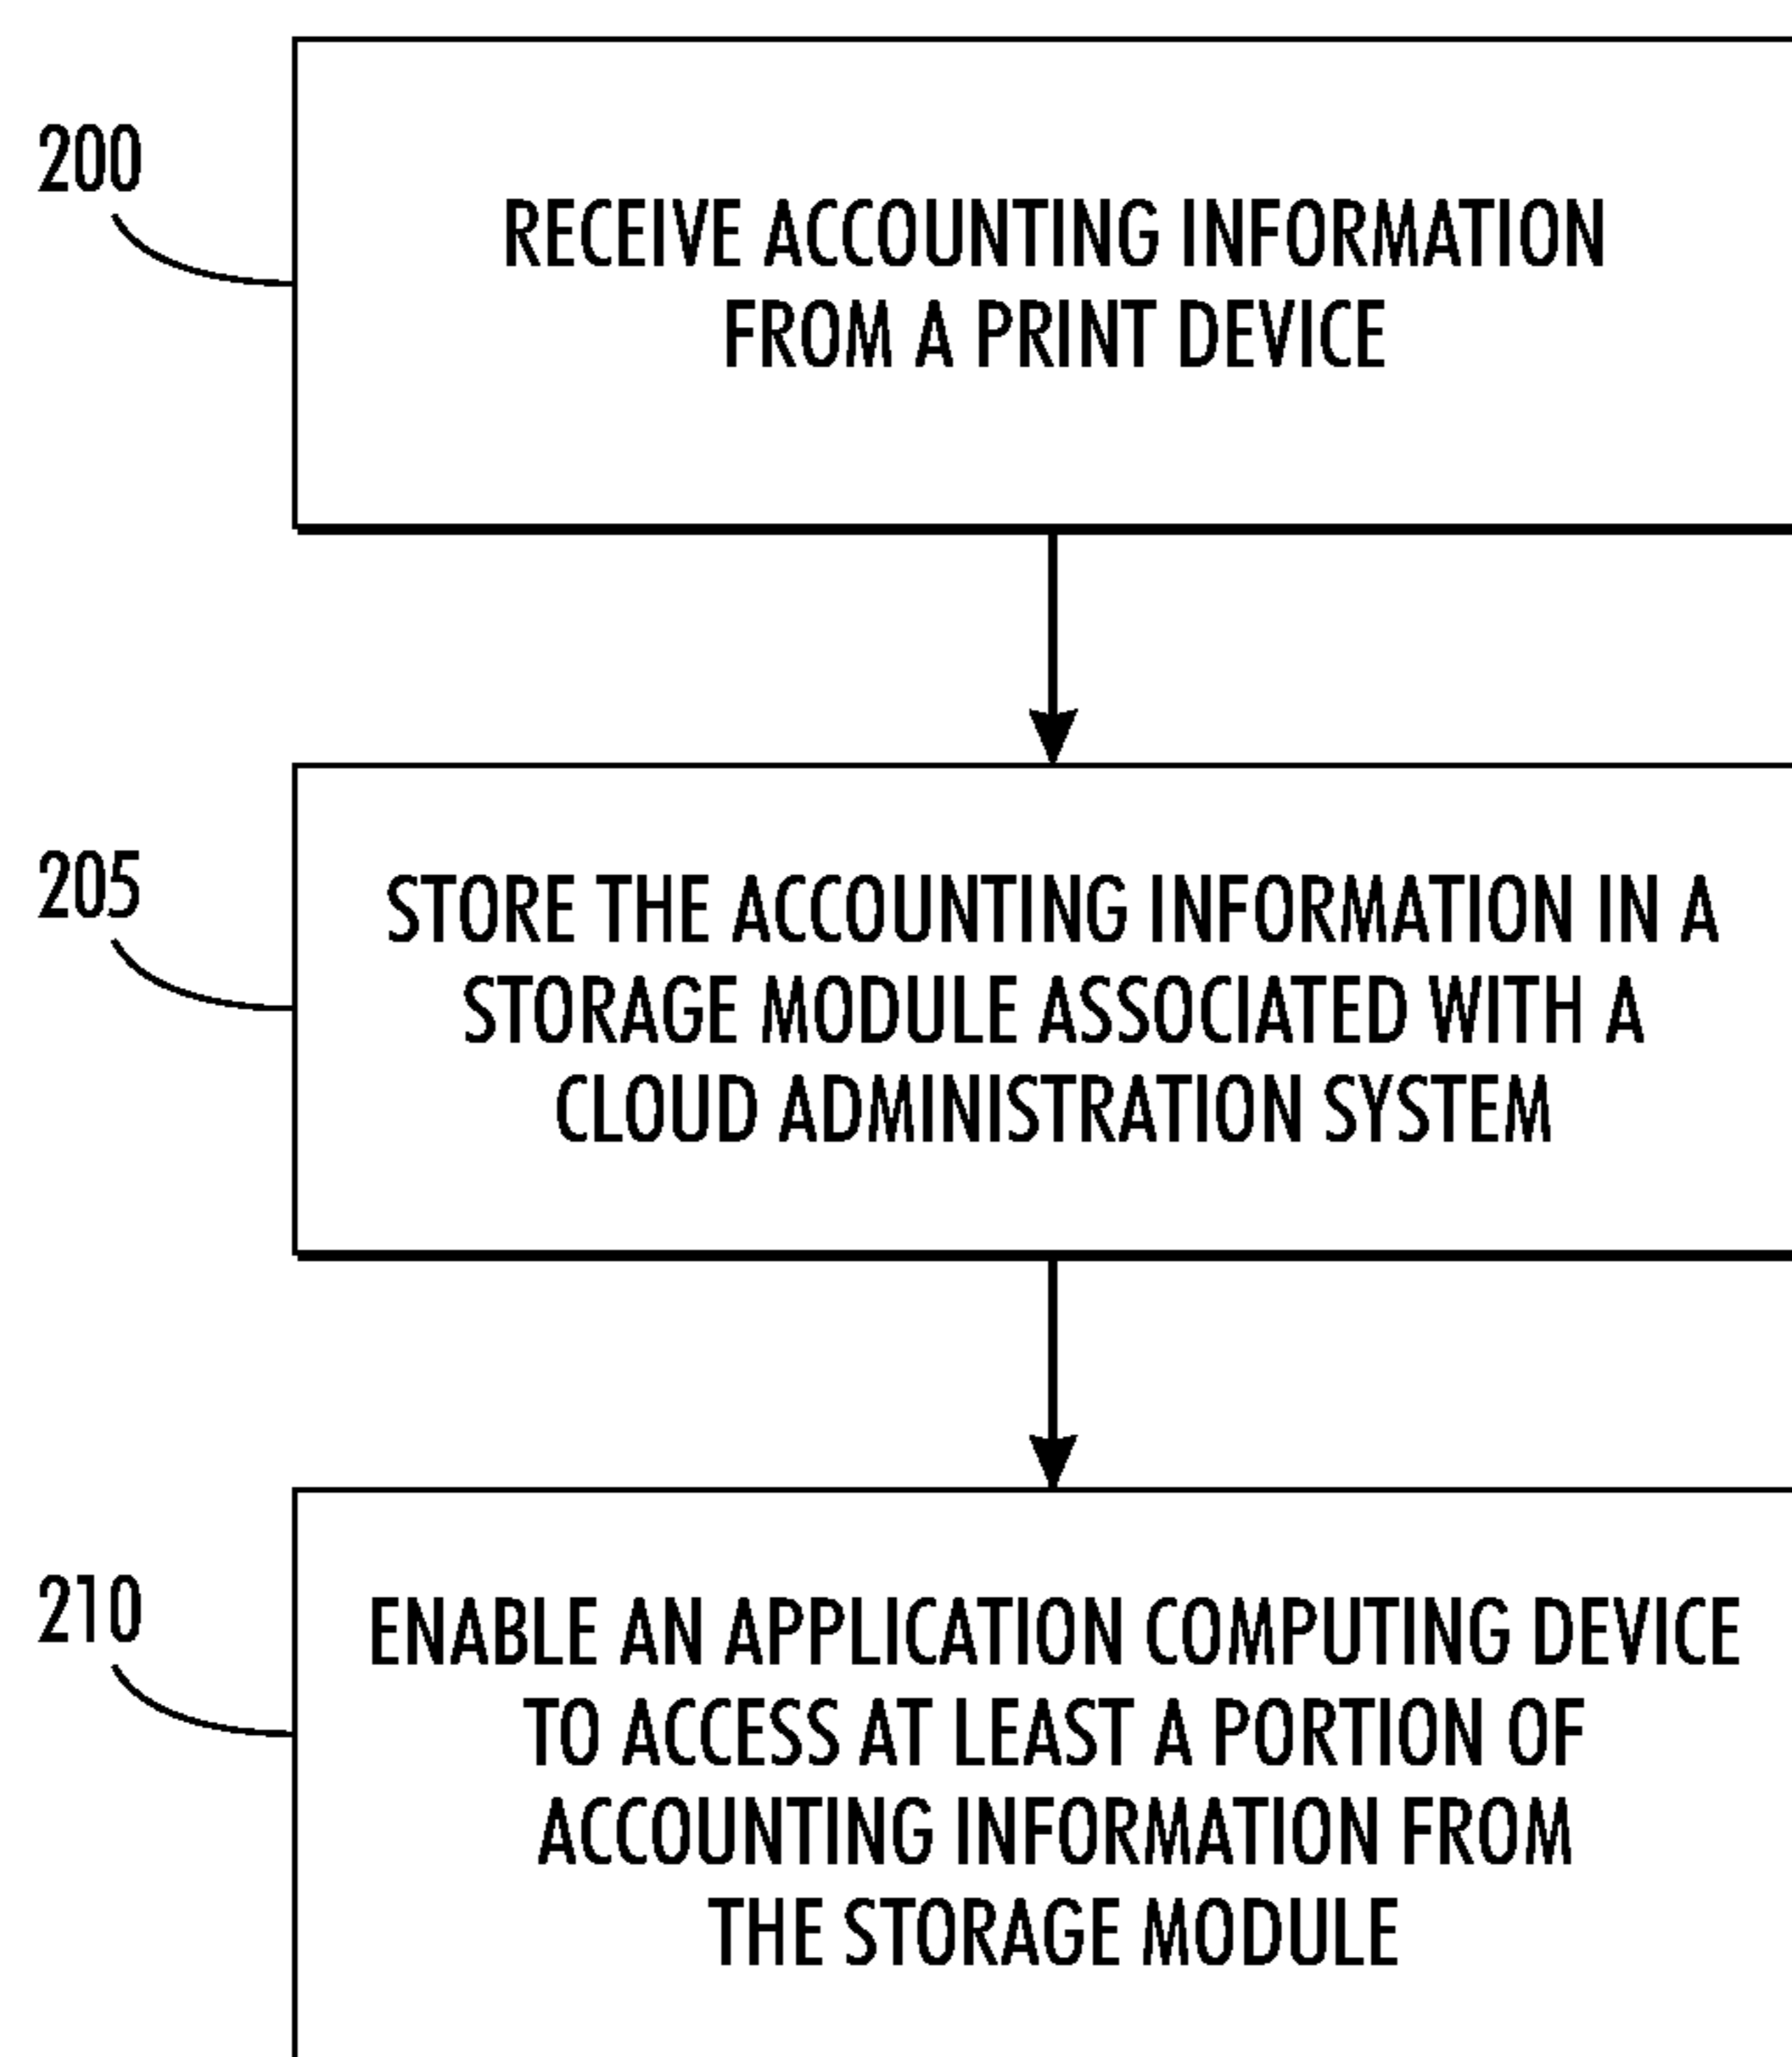 200
RECEIVE ACCOUNTING INFORMATION
FROM A PRINT DEVICE
205
STORE THE ACCOUNTING INFORMATION IN A
STORAGE MODULE ASSOCIATED WITH A
CLOUD ADMINISTRATION SYSTEM
210
ENABLE AN APPLICATION COMPUTING DEVICE
TO ACCESS AT LEAST A PORTION OF
ACCOUNTING INFORMATION FROM
THE STORAGE MODULE